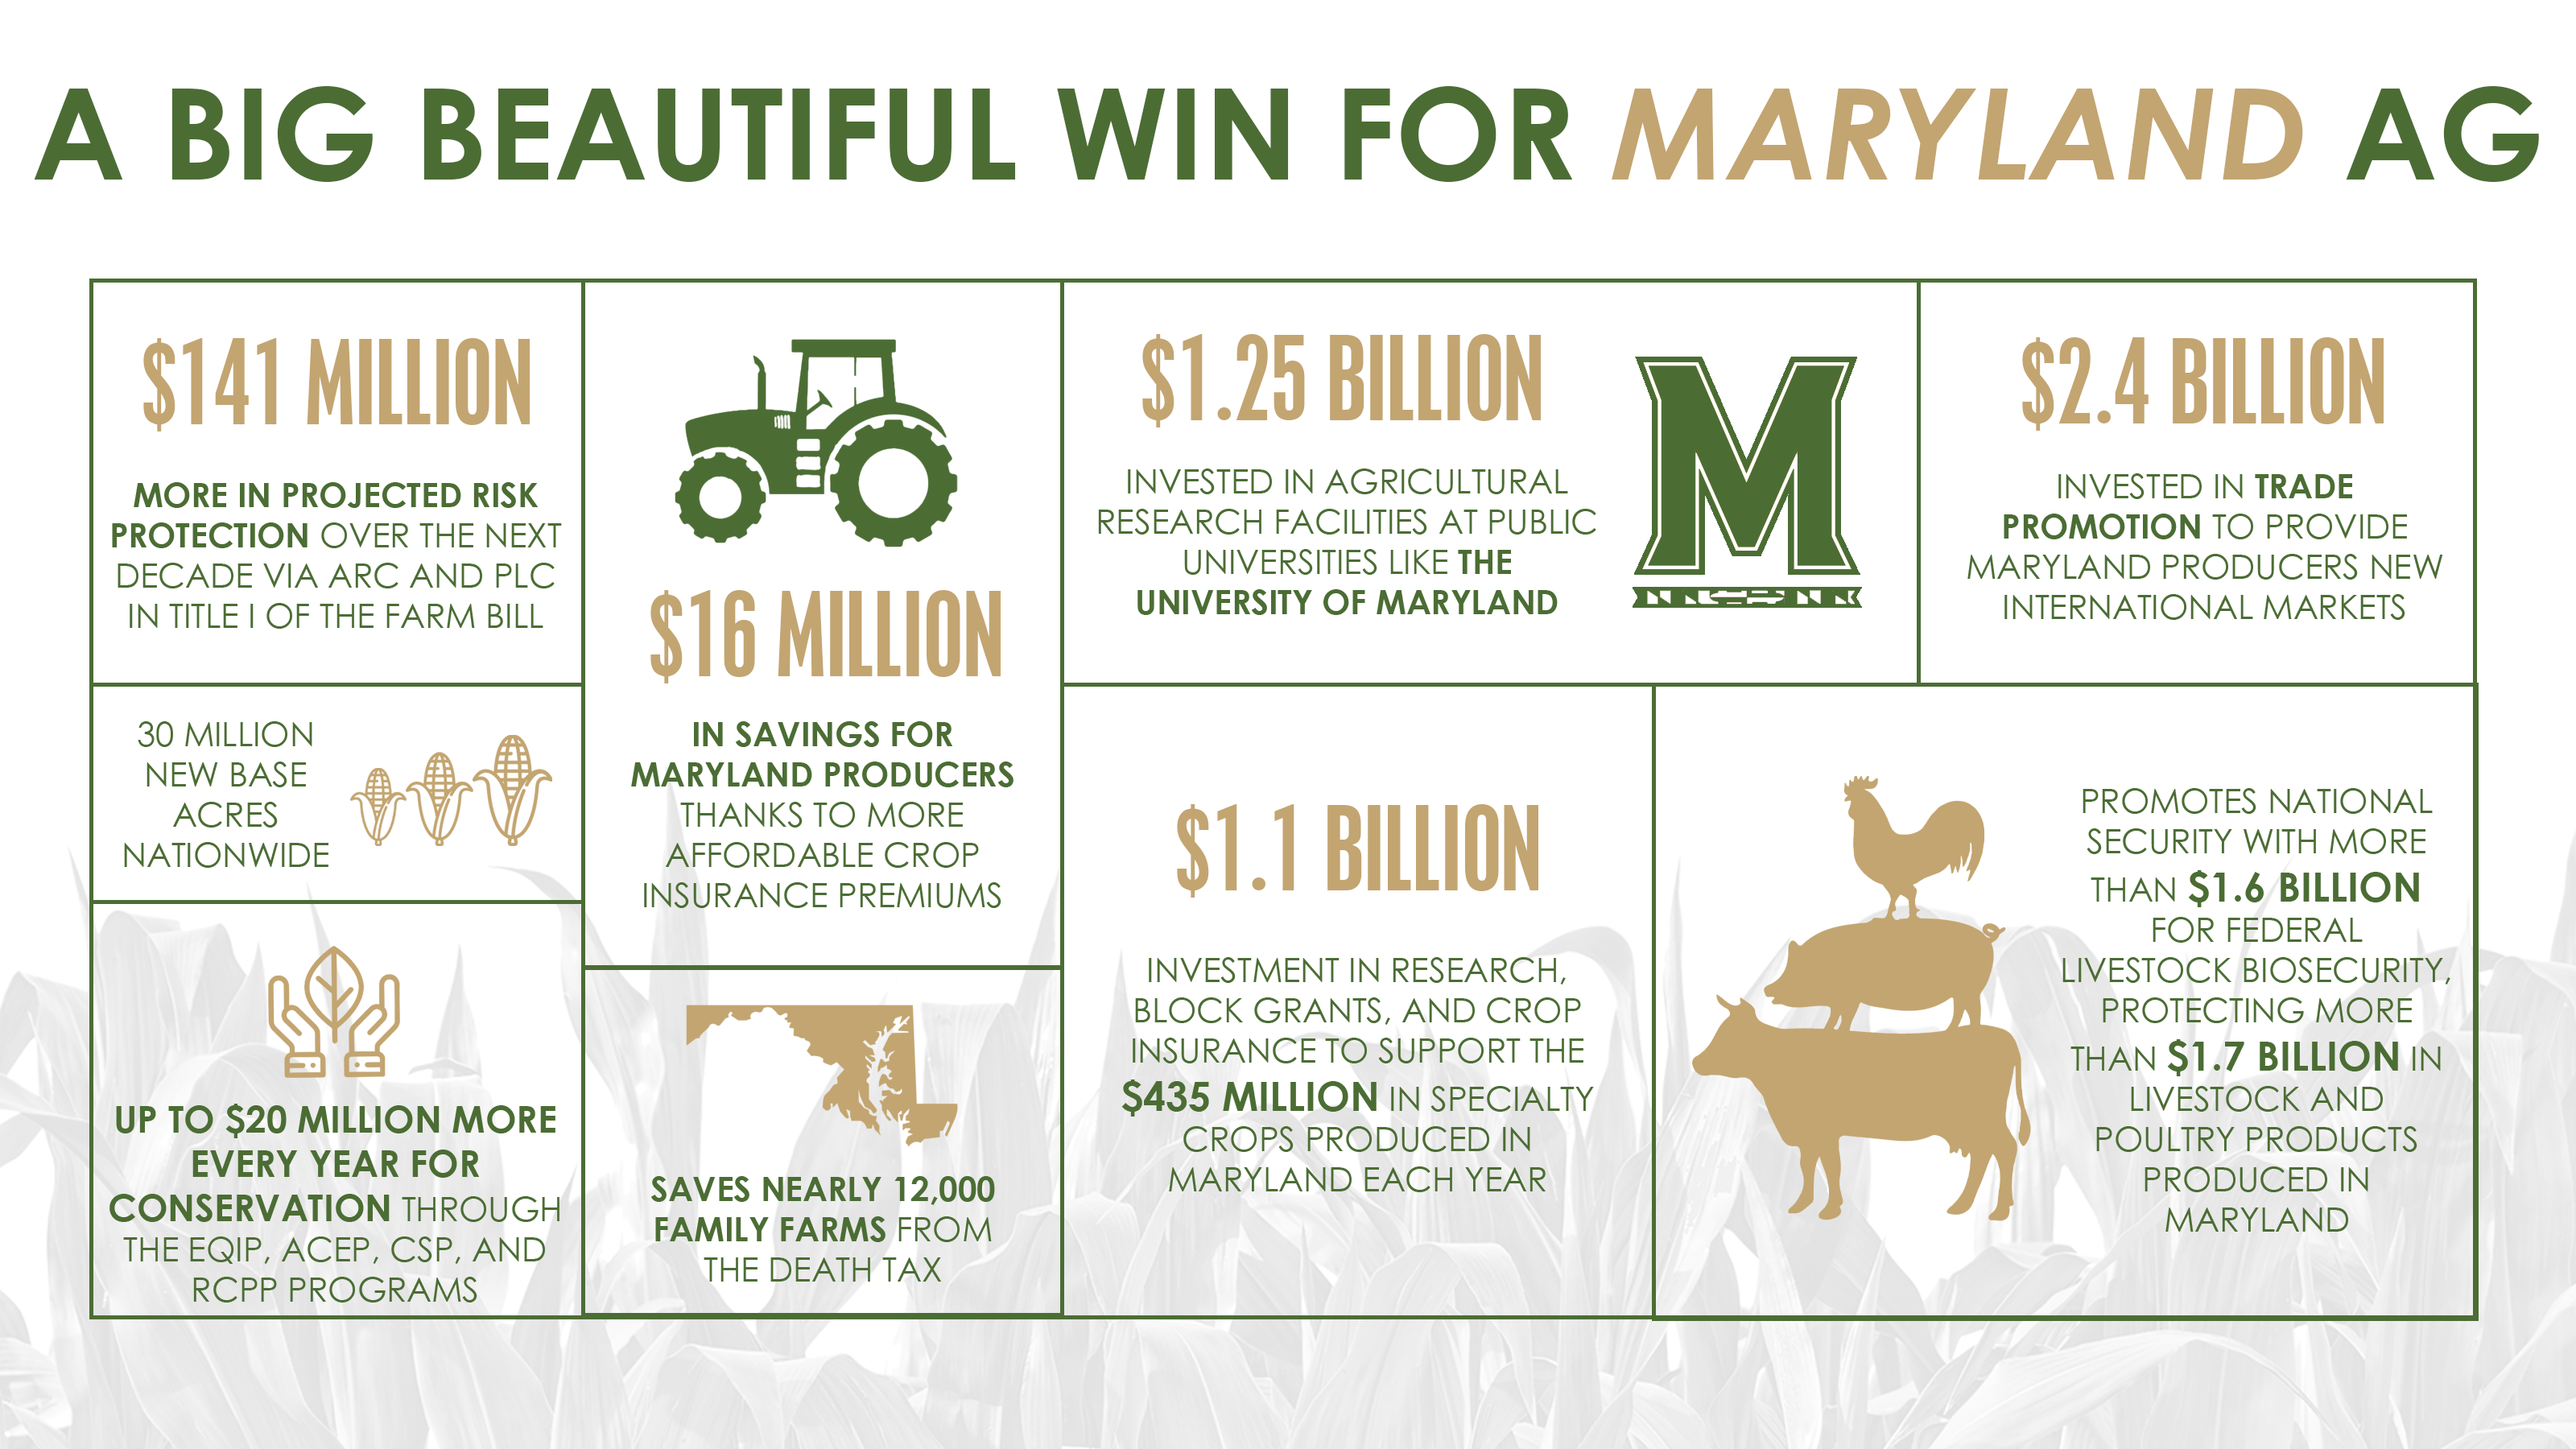 A BIG BEAUTIFUL WIN FOR MARYLAND AG
$141 MILLION
MORE IN PROJECTED RISK
PROTECTION OVER THE NEXT
DECADE VIA ARC AND PLC
IN TITLE I OF THE FARM BILL
30 MILLION
NEW BASE
ACRES
NATIONWIDE
UP TO $20 MILLION MORE
EVERY YEAR FOR
CONSERVATION THROUGH
THE EQIP, ACEP, CSP, AND
RCPP PROGRAMS
$16 MILLION
IN SAVINGS FOR
MARYLAND PRODUCERS
THANKS TO MORE
AFFORDABLE CROP
INSURANCE PREMIUMS
SAVES NEARLY 12,000
FAMILY FARMS FROM
THE DEATH TAX
$1.25 BILLION
INVESTED IN AGRICULTURAL
RESEARCH FACILITIES AT PUBLIC
UNIVERSITIES LIKE THE
UNIVERSITY OF MARYLAND
M
$2.4 BILLION
INVESTED IN TRADE
PROMOTION TO PROVIDE
MARYLAND PRODUCERS NEW
INTERNATIONAL MARKETS
$1.1 BILLION
INVESTMENT IN RESEARCH,
BLOCK GRANTS, AND CROP
INSURANCE TO SUPPORT THE
$435 MILLION IN SPECIALTY
CROPS PRODUCED IN
MARYLAND EACH YEAR
PROMOTES NATIONAL
SECURITY WITH MORE
THAN $1.6 BILLION
FOR FEDERAL
LIVESTOCK BIOSECURITY,
PROTECTING MORE
THAN $1.7 BILLION IN
LIVESTOCK AND
POULTRY PRODUCTS
PRODUCED IN
MARYLAND